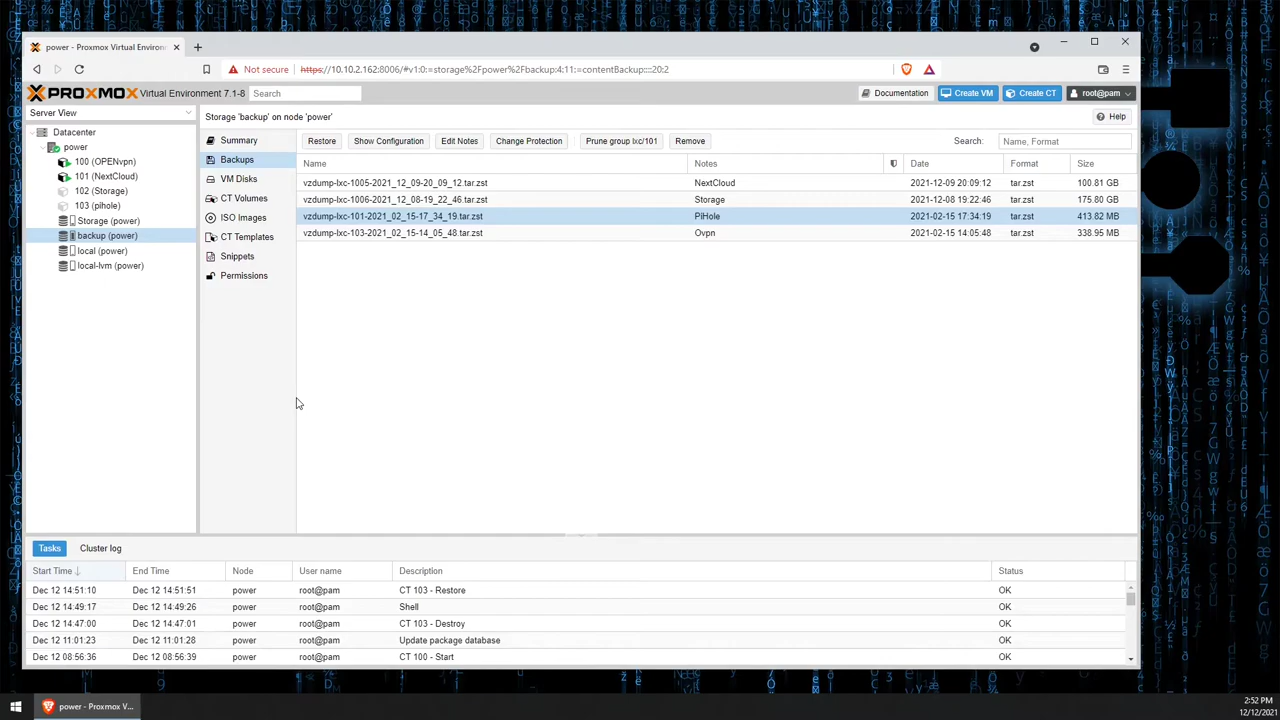 power - Proxmox Virtual Environ
Not secure
https://10.10.2.162:8006/#v1:0:=storage%2Fpower%2Fbackup:4:11:=contentBackup::::20:2
PROXMOX Virtual Environment 7.1-8
Search
Documentation
Create VM
Create CT
root@pam
Server View
Storage 'backup' on node 'power'
Help
Datacenter
power
100 (OPENvpn)
101 (NextCloud)
102 (Storage)
103 (pihole)
Storage (power)
backup (power)
local (power)
local-lvm (power)
Summary
Backups
VM Disks
CT Volumes
ISO Images
CT Templates
Snippets
Permissions
Restore
Show Configuration
Edit Notes
Change Protection
Prune group lxc/101
Remove
Search:
Name, Format
Name Notes Date Format Size
vzdump-lxc-1005-2021_12_09-20_09_12.tar.zst NextCloud 2021-12-09 20:09:12 tar.zst 100.81 GB
vzdump-lxc-1006-2021_12_08-19_22_46.tar.zst Storage 2021-12-08 19:22:46 tar.zst 175.80 GB
vzdump-lxc-101-2021_02_15-17_34_19.tar.zst PiHole 2021-02-15 17:34:19 tar.zst 413.82 MB
vzdump-lxc-103-2021_02_15-14_05_48.tar.zst Ovpn 2021-02-15 14:05:48 tar.zst 338.95 MB
Tasks
Cluster log
Start Time End Time Node User name Description Status
Dec 12 14:51:10 Dec 12 14:51:51 power root@pam CT 103 - Restore OK
Dec 12 14:49:17 Dec 12 14:49:26 power root@pam Shell OK
Dec 12 14:47:00 Dec 12 14:47:01 power root@pam CT 103 - Destroy OK
Dec 12 11:01:23 Dec 12 11:01:28 power root@pam Update package database OK
Dec 12 08:56:36 Dec 12 08:56:39 power root@pam CT 100 - Start OK
power - Proxmox V...
2:52 PM
12/12/2021